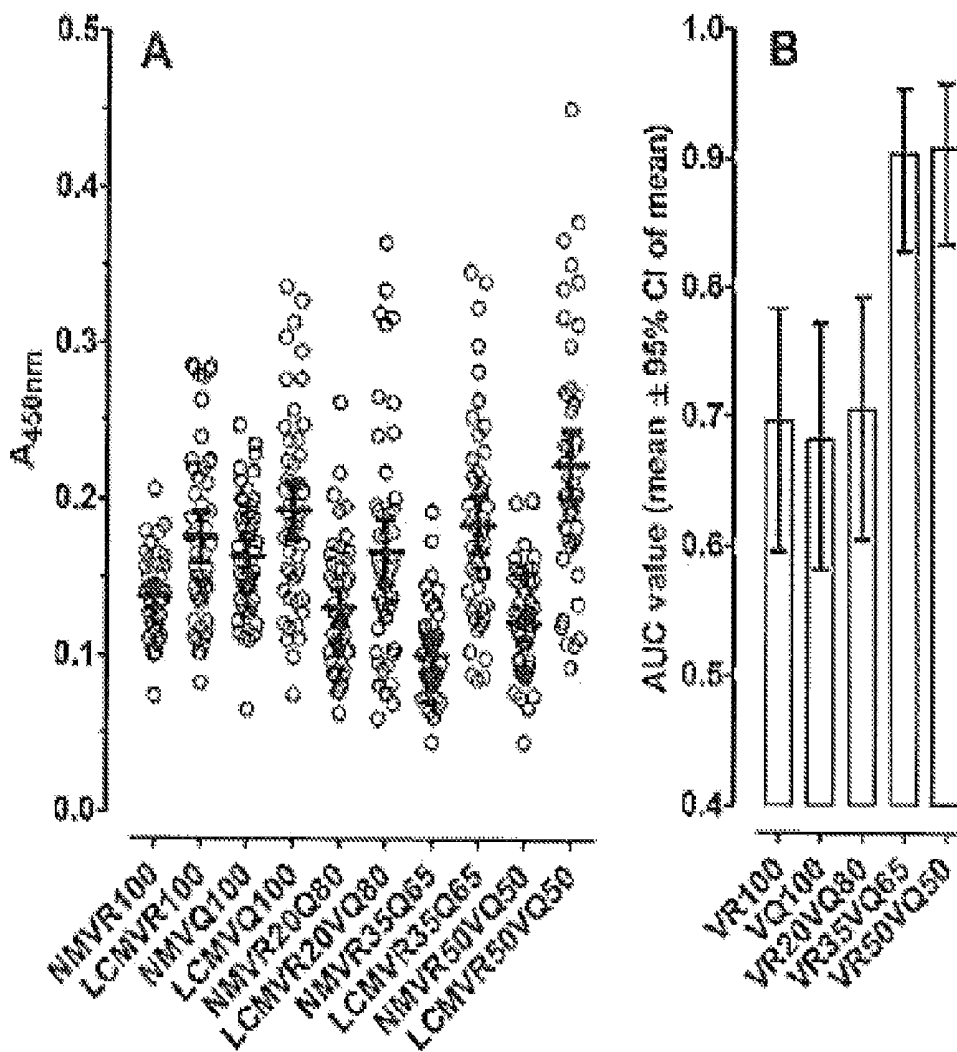 A
0.5
0.4
0.3
0.2
0.1
0.0
A450nm
NMVR100
LCMVR100
NMVQ100
LCMVQ100
NMVR20Q80
LCMVR20VQ80
NMVR35Q65
LCMVR35Q65
NMVR50VQ50
LCMVR50VQ50
B
1.0
0.9
0.8
0.7
0.6
0.5
0.4
AUC value (mean ± 95% CI of mean)
VR100
VQ100
VR20VQ80
VR35VQ65
VR50VQ50